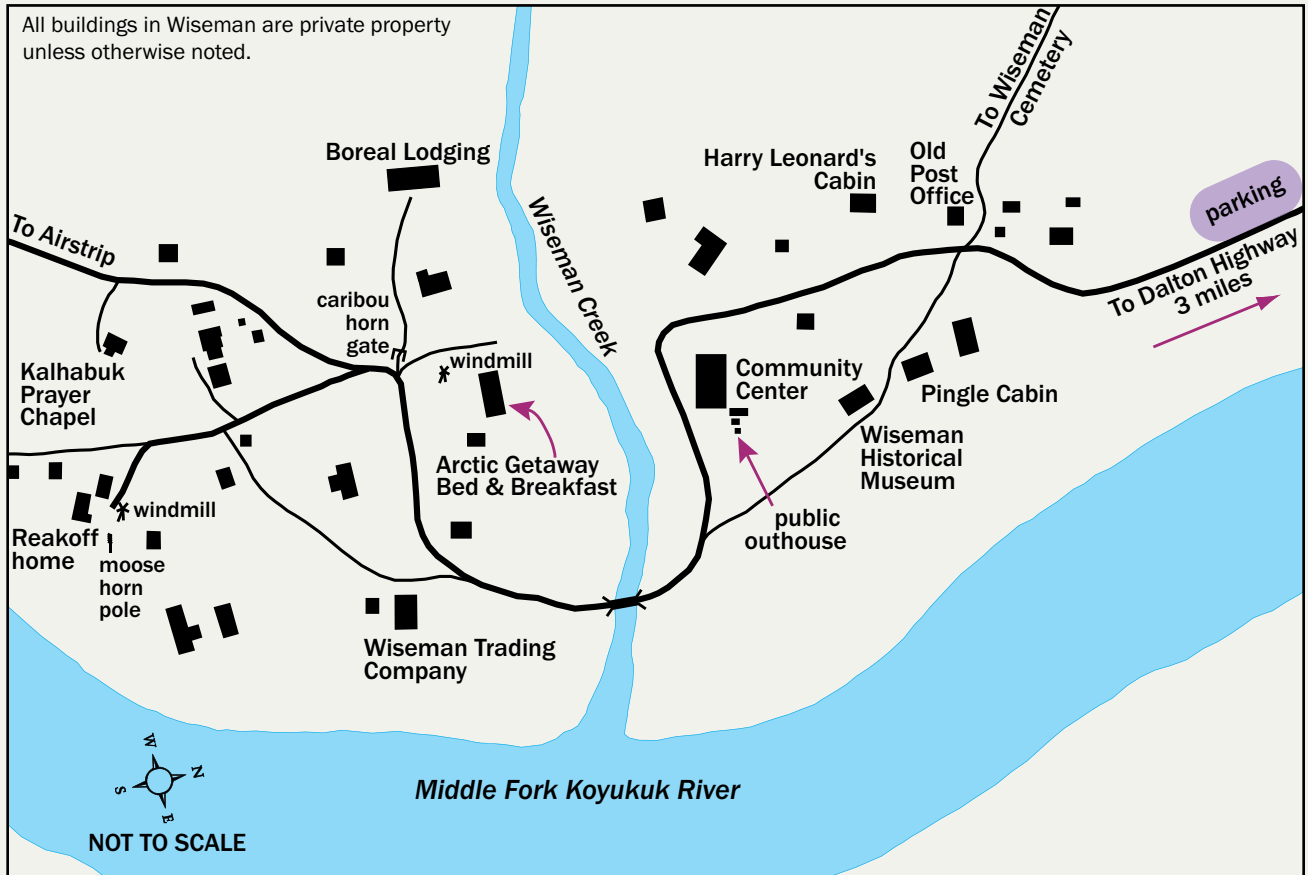 All buildings in Wiseman are private property
unless otherwise noted.
To Wiseman
Cemetery
Boreal Lodging
Harry Leonard's
Cabin
Old
Post
Office
parking
To Airstrip
Wiseman Creek
To Dalton Highway
3 miles
caribou
horn
gate
windmill
Kalhabuk
Prayer
Chapel
Community
Center
Pingle Cabin
Arctic Getaway
Bed & Breakfast
Wiseman
Historical
Museum
windmill
public
outhouse
Reakoff
home
moose
horn
pole
Wiseman Trading
Company
W
N
S
E
Middle Fork Koyukuk River
NOT TO SCALE